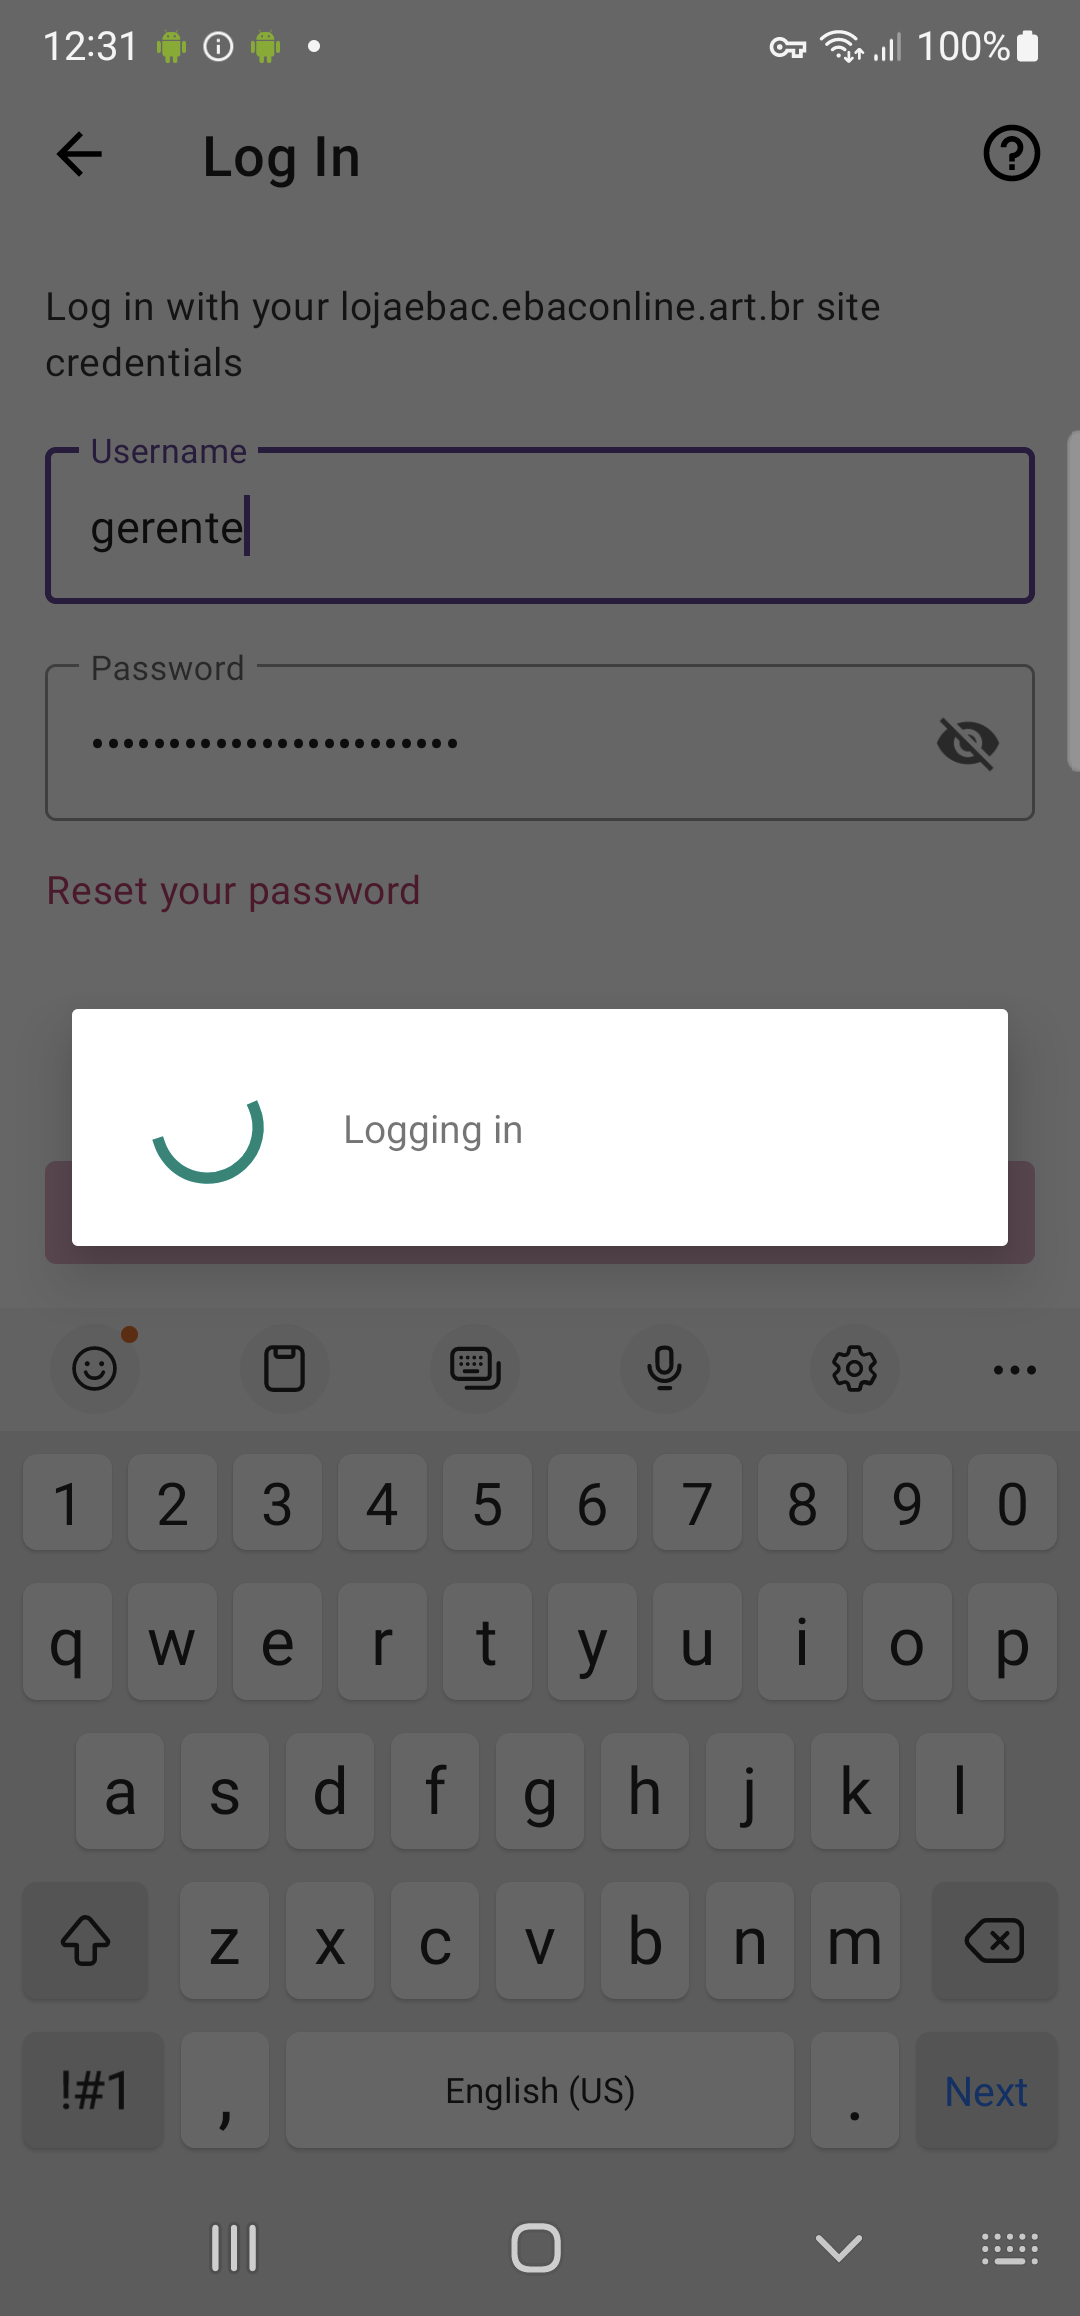 12:31
100%
Log In
Log in with your lojaebac.ebaconline.art.br site
credentials
Username
gerente
Password
••••••••••••••••••••••••
Reset your password
Logging in
1 2 3 4 5 6 7 8 9 0
q w e r t y u i o p
a s d f g h j k l
z x c v b n m
!#1 , English (US) . Next